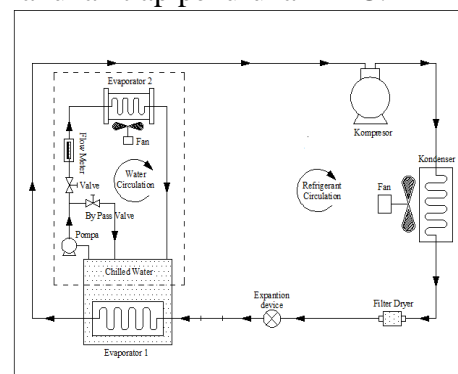 Evaporator 2
Kompresor
Fan
Flow Meter
Water
Circulation
Kondenser
Valve
Refrigerant
Circulation
Fan
By Pass Valve
Pompa
Chilled Water
Expantion
device
Filter Dryer
Evaporator 1